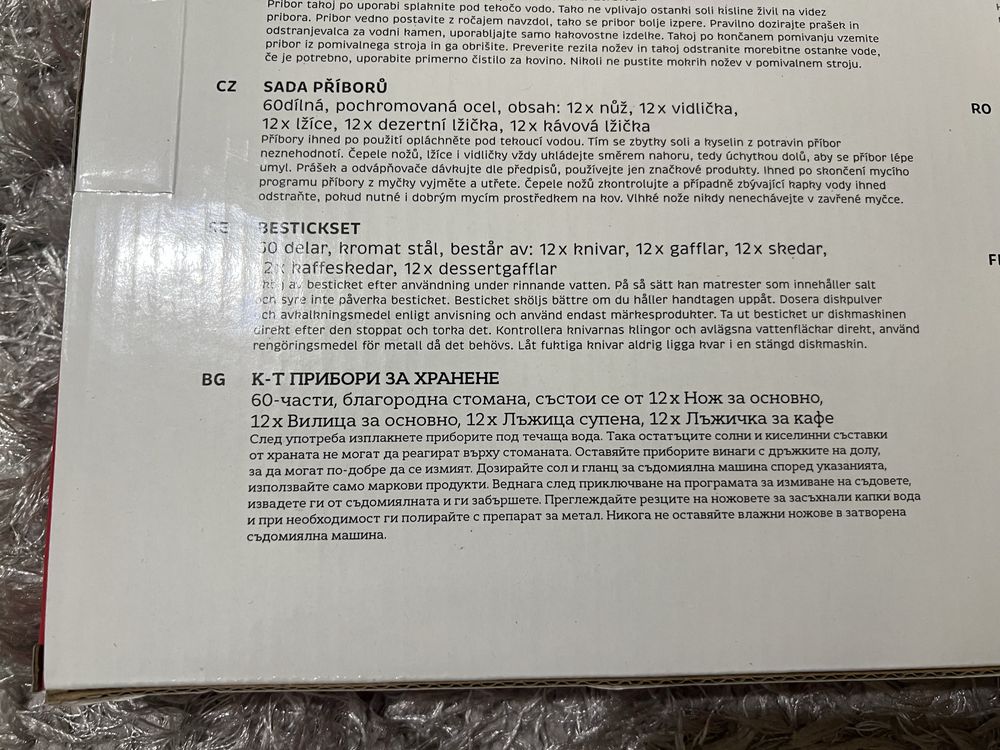 Pribor takoj po uporabi splaknite pod tekočo vodo. Tako ne vplivajo ostanki soli kisline živil na videz
pribora. Pribor vedno postavite z ročajem navzdol, tako se pribor bolje izpere. Pravilno dozirajte prašek in
odstranjevalca za vodni kamen, uporabljajte samo kakovostne izdelke. Takoj po končanem pomivanju vzemite
pribor iz pomivalnega stroja in ga obrišite. Preverite rezila nožev in takoj odstranite morebitne ostanke vode,
če je potrebno, uporabite primerno čistilo za kovino. Nikoli ne pustite mokrih nožev v pomivalnem stroju.
CZ SADA PŘÍBORŮ
60dílná, pochromovaná ocel, obsah: 12x nůž, 12x vidlička,
12x lžíce, 12x dezertní lžička, 12x kávová lžička
Příbory ihned po použití opláchněte pod tekoucí vodou. Tím se zbytky soli a kyselin z potravin příbor
neznehodnotí. Čepele nožů, lžíce i vidličky vždy ukládejte směrem nahoru, tedy úchytkou dolů, aby se příbor lépe
umyl. Prášek a odvápňovače dávkujte dle předpisů, používejte jen značkové produkty. Ihned po skončení mycího
programu příbory z myčky vyjměte a utřete. Čepele nožů zkontrolujte a případně zbývající kapky vody ihned
odstraňte, pokud nutné i dobrým mycím prostředkem na kov. Vlhké nože nikdy nenechávejte v zavřené myčce.
SE BESTICKSET
60 delar, kromat stål, består av: 12x knivar, 12x gafflar, 12x skedar,
12x kaffeskedar, 12x dessertgafflar
av besticket efter användning under rinnande vatten. På så sätt kan matrester som innehåller salt
och syre inte påverka besticket. Besticket sköljs bättre om du håller handtagen uppåt. Dosera diskpulver
och avkalkningsmedel enligt anvisning och använd endast märkesprodukter. Ta ut besticket ur diskmaskinen
direkt efter den stoppat och torka det. Kontrollera knivarnas klingor och avlägsna vattenfläckar direkt, använd
rengöringsmedel för metall då det behövs. Låt fuktiga knivar aldrig ligga kvar i en stängd diskmaskin.
BG К-Т ПРИБОРИ ЗА ХРАНЕНЕ
60-части, благородна стомана, състои се от 12x Нож за основно,
12x Вилица за основно, 12x Лъжица супена, 12x Лъжичка за кафе
След употреба изплакнете приборите под течаща вода. Така остатъците солни и киселинни съставки
от храната не могат да реагират върху стоманата. Оставяйте приборите винаги с дръжките на долу,
за да могат по-добре да се измият. Дозирайте сол и гланц за съдомиялна машина според указанията,
използвайте само маркови продукти. Веднага след приключване на програмата за измиване на съдовете,
извадете ги от съдомиялната и ги забършете. Преглеждайте резците на ножовете за засъхнали капки вода
и при необходимост ги полирайте с препарат за метал. Никога не оставяйте влажни ножове в затворена
съдомиялна машина.
RO